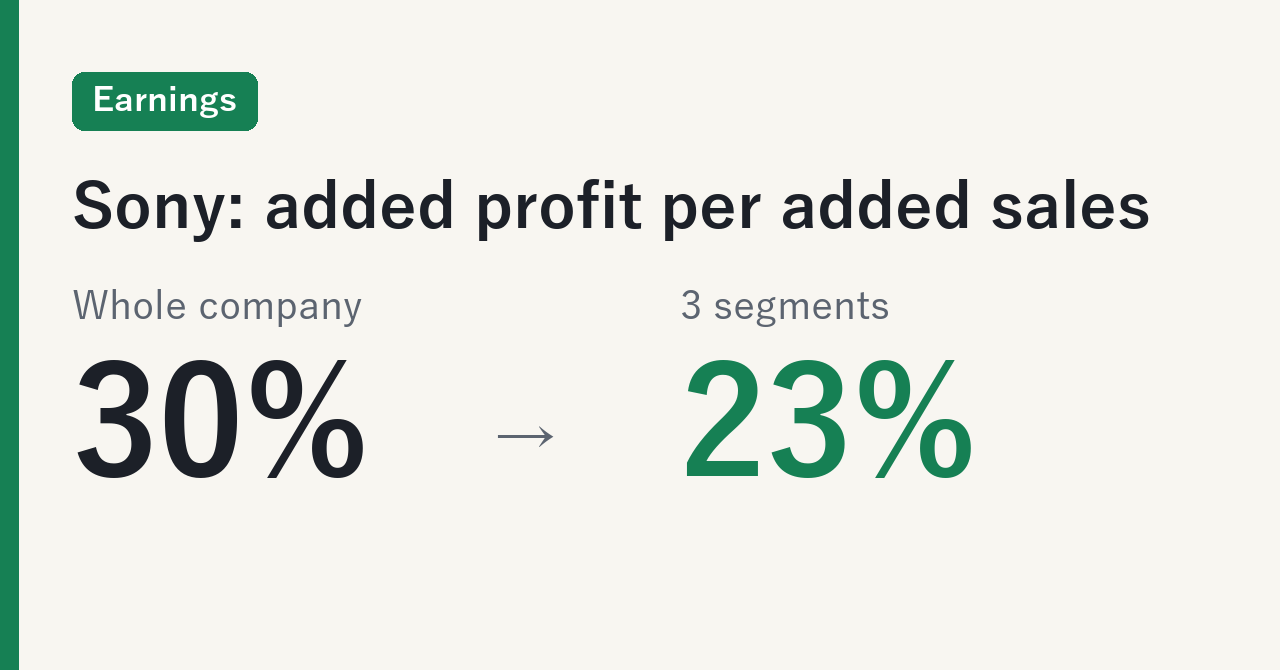 Earnings
Sony: added profit per added sales
Whole company
3 segments
30%
→
23%